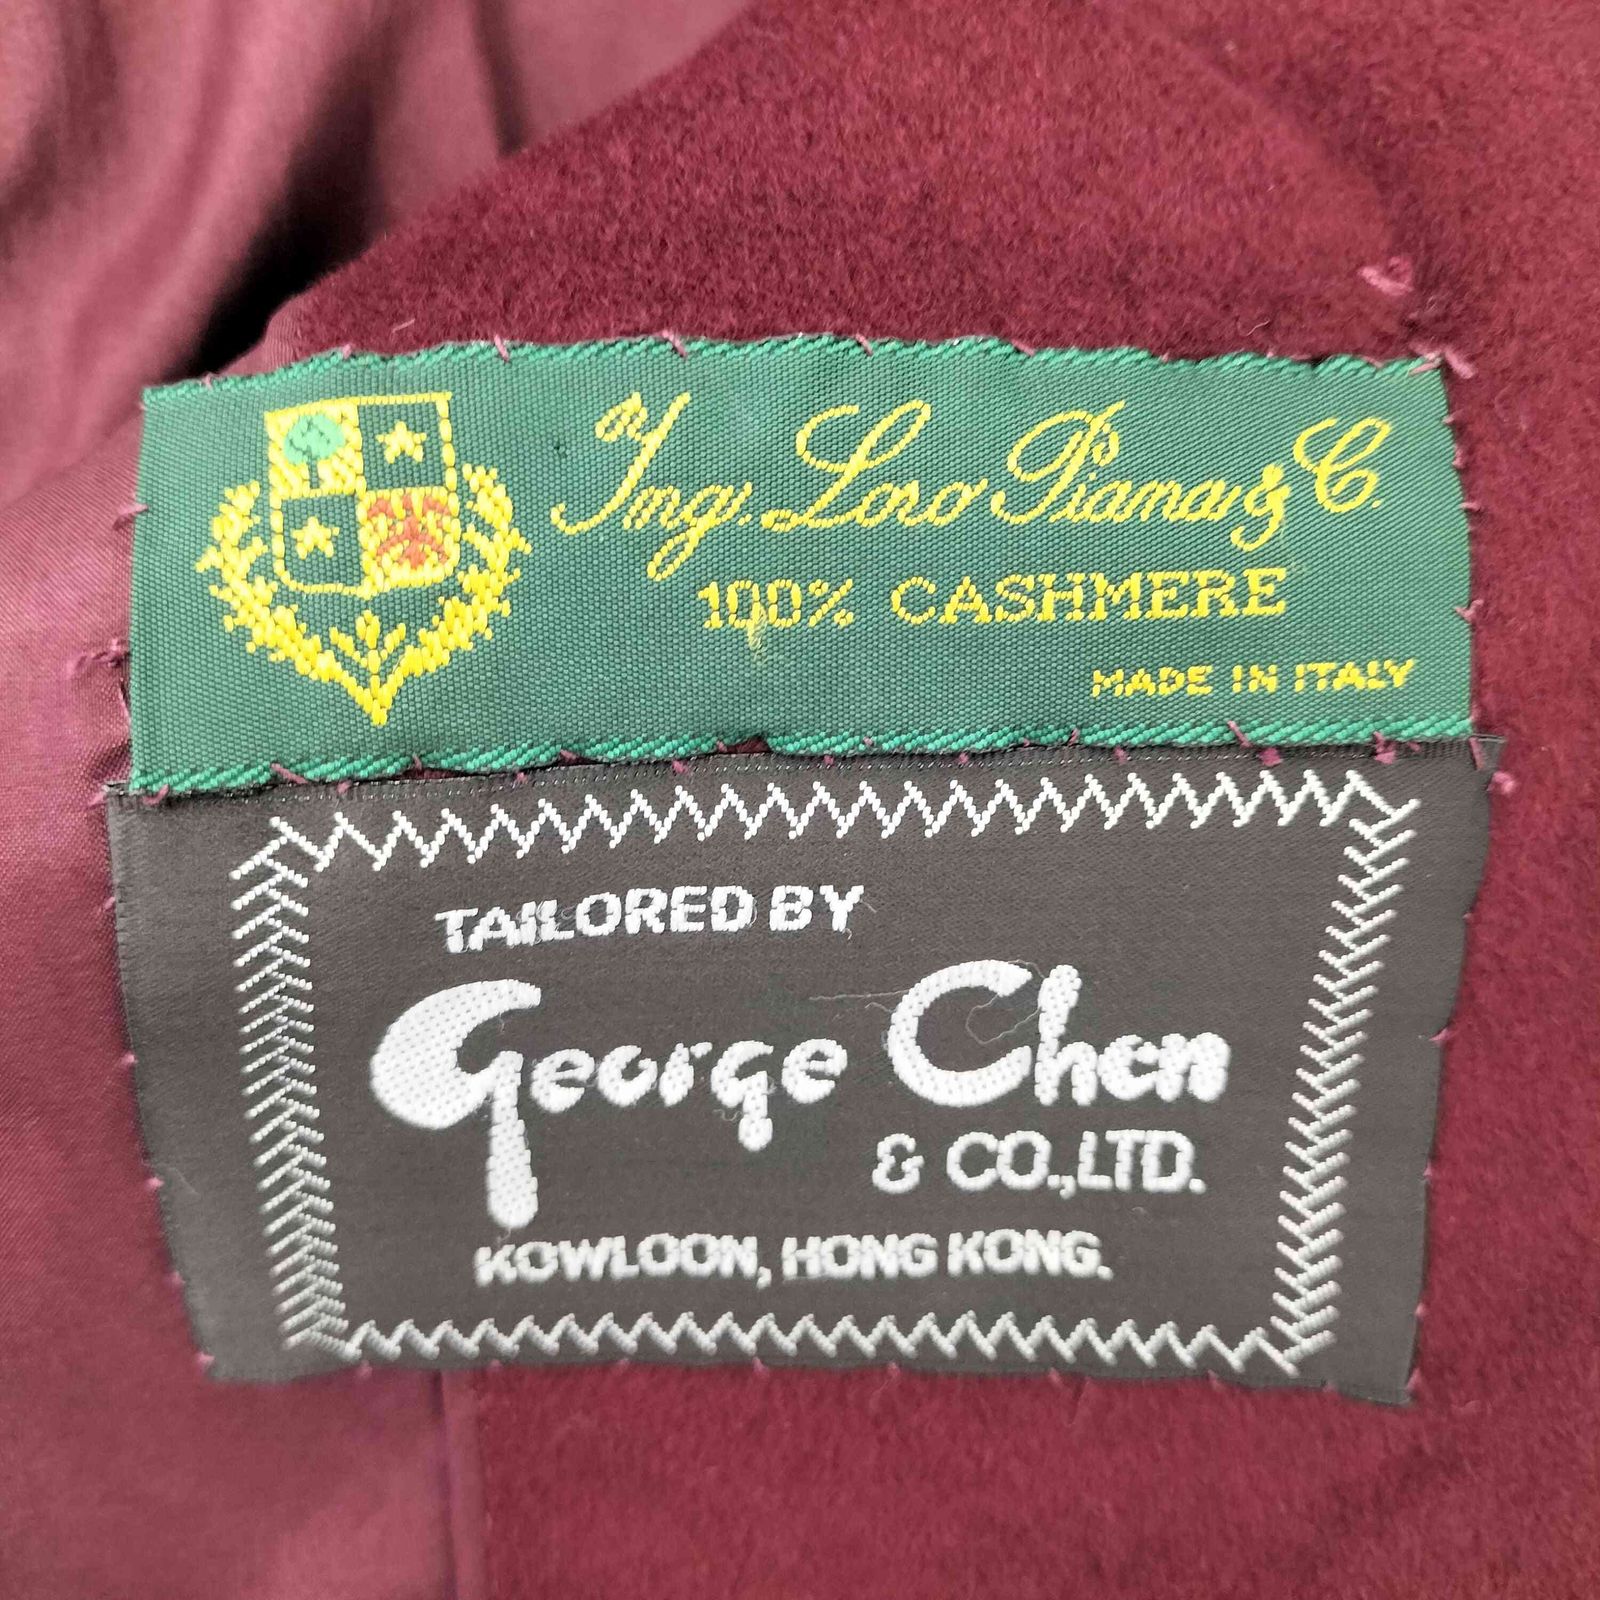 Ing. Loro Piana & C.
100% CASHMERE
MADE IN ITALY
TAILORED BY
George Chen
& CO., LTD.
KOWLOON, HONG KONG.